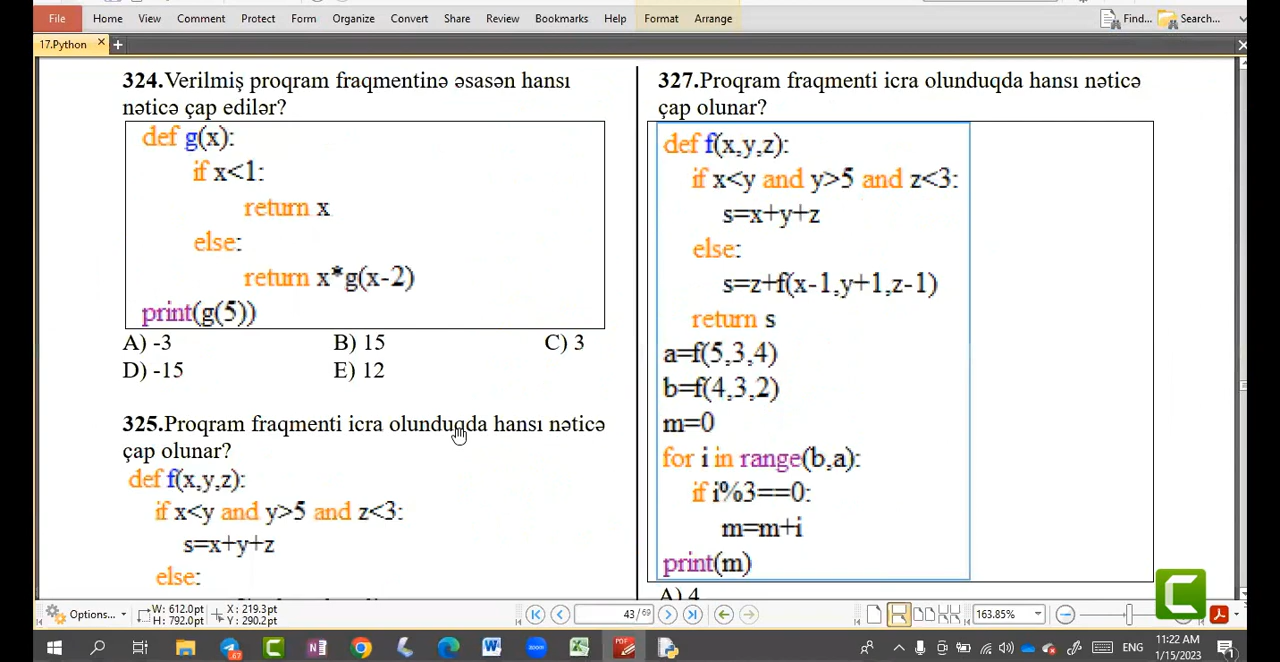 File Home View Comment Protect Form Organize Convert Share Review Bookmarks Help Format Arrange Find... Search...
17.Python
324.Verilmiş proqram fraqmentinə əsasən hansı
nəticə çap edilər?
def g(x):
if x<1:
return x
else:
return x*g(x-2)
print(g(5))
A) -3 B) 15 C) 3
D) -15 E) 12
325.Proqram fraqmenti icra olunduqda hansı nəticə
çap olunar?
def f(x,y,z):
if x<y and y>5 and z<3:
s=x+y+z
else:
327.Proqram fraqmenti icra olunduqda hansı nəticə
çap olunar?
def f(x,y,z):
if x<y and y>5 and z<3:
s=x+y+z
else:
s=z+f(x-1,y+1,z-1)
return s
a=f(5,3,4)
b=f(4,3,2)
m=0
for i in range(b,a):
if i%3==0:
m=m+i
print(m)
A) 4
Options... W: 612.0pt X: 219.3pt 43/69 163.85%
H: 792.0pt Y: 290.2pt
ENG 11:22 AM
1/15/2023